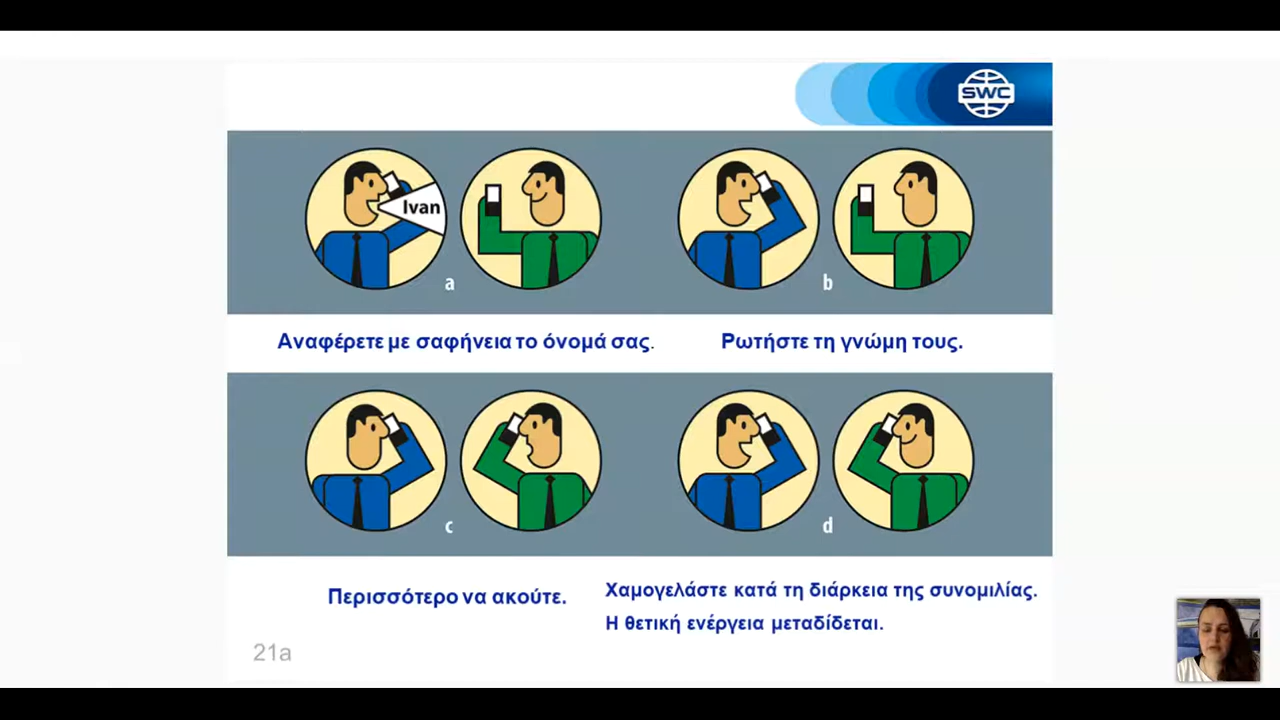 SWC
Ivan
a
b
Αναφέρετε με σαφήνεια το όνομά σας.
Ρωτήστε τη γνώμη τους.
c
d
Περισσότερο να ακούτε.
Χαμογελάστε κατά τη διάρκεια της συνομιλίας.
Η θετική ενέργεια μεταδίδεται.
21a